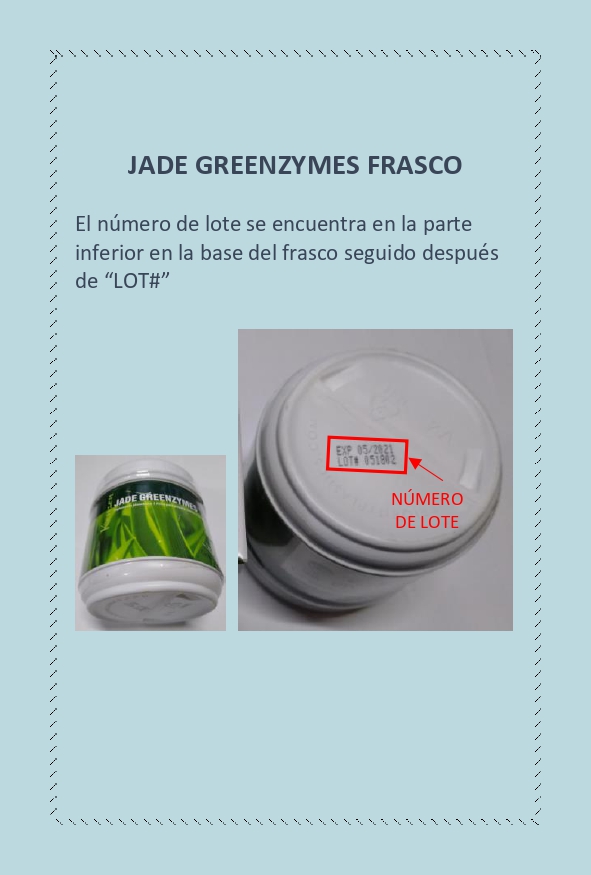 JADE GREENZYMES FRASCO
El número de lote se encuentra en la parte
inferior en la base del frasco seguido después
de “LOT#”
EXP 05/2021
LOT# 051802
JADE GREENZYMES
NÚMERO
DE LOTE